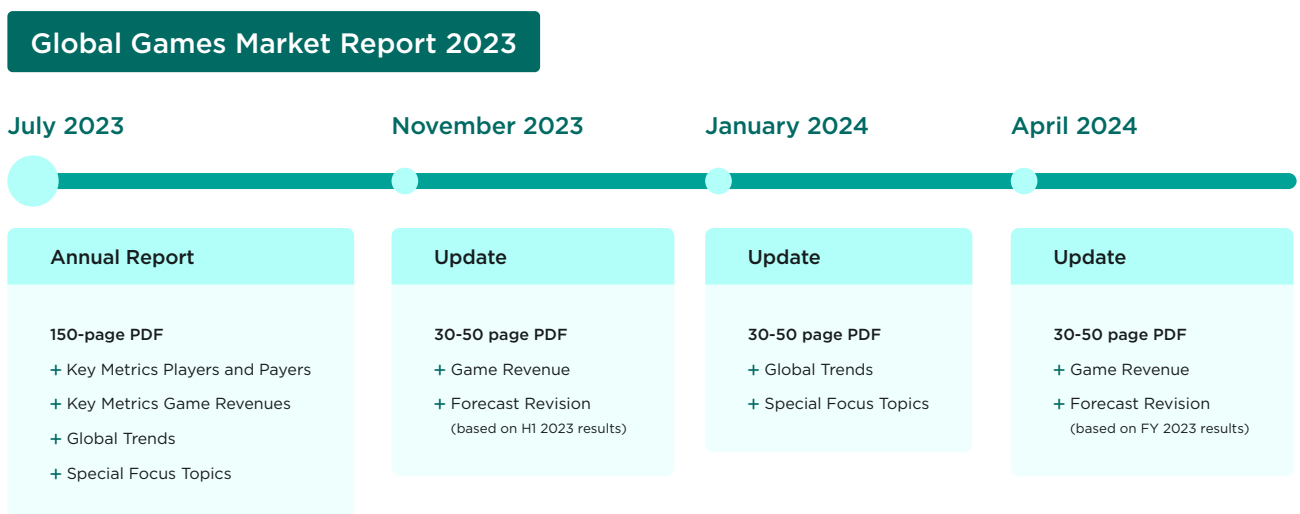 Global Games Market Report 2023
July 2023
November 2023
January 2024
April 2024
Annual Report
150-page PDF
+ Key Metrics Players and Payers
+ Key Metrics Game Revenues
+ Global Trends
+ Special Focus Topics
Update
30-50 page PDF
+ Game Revenue
+ Forecast Revision
(based on H1 2023 results)
Update
30-50 page PDF
+ Global Trends
+ Special Focus Topics
Update
30-50 page PDF
+ Game Revenue
+ Forecast Revision
(based on FY 2023 results)